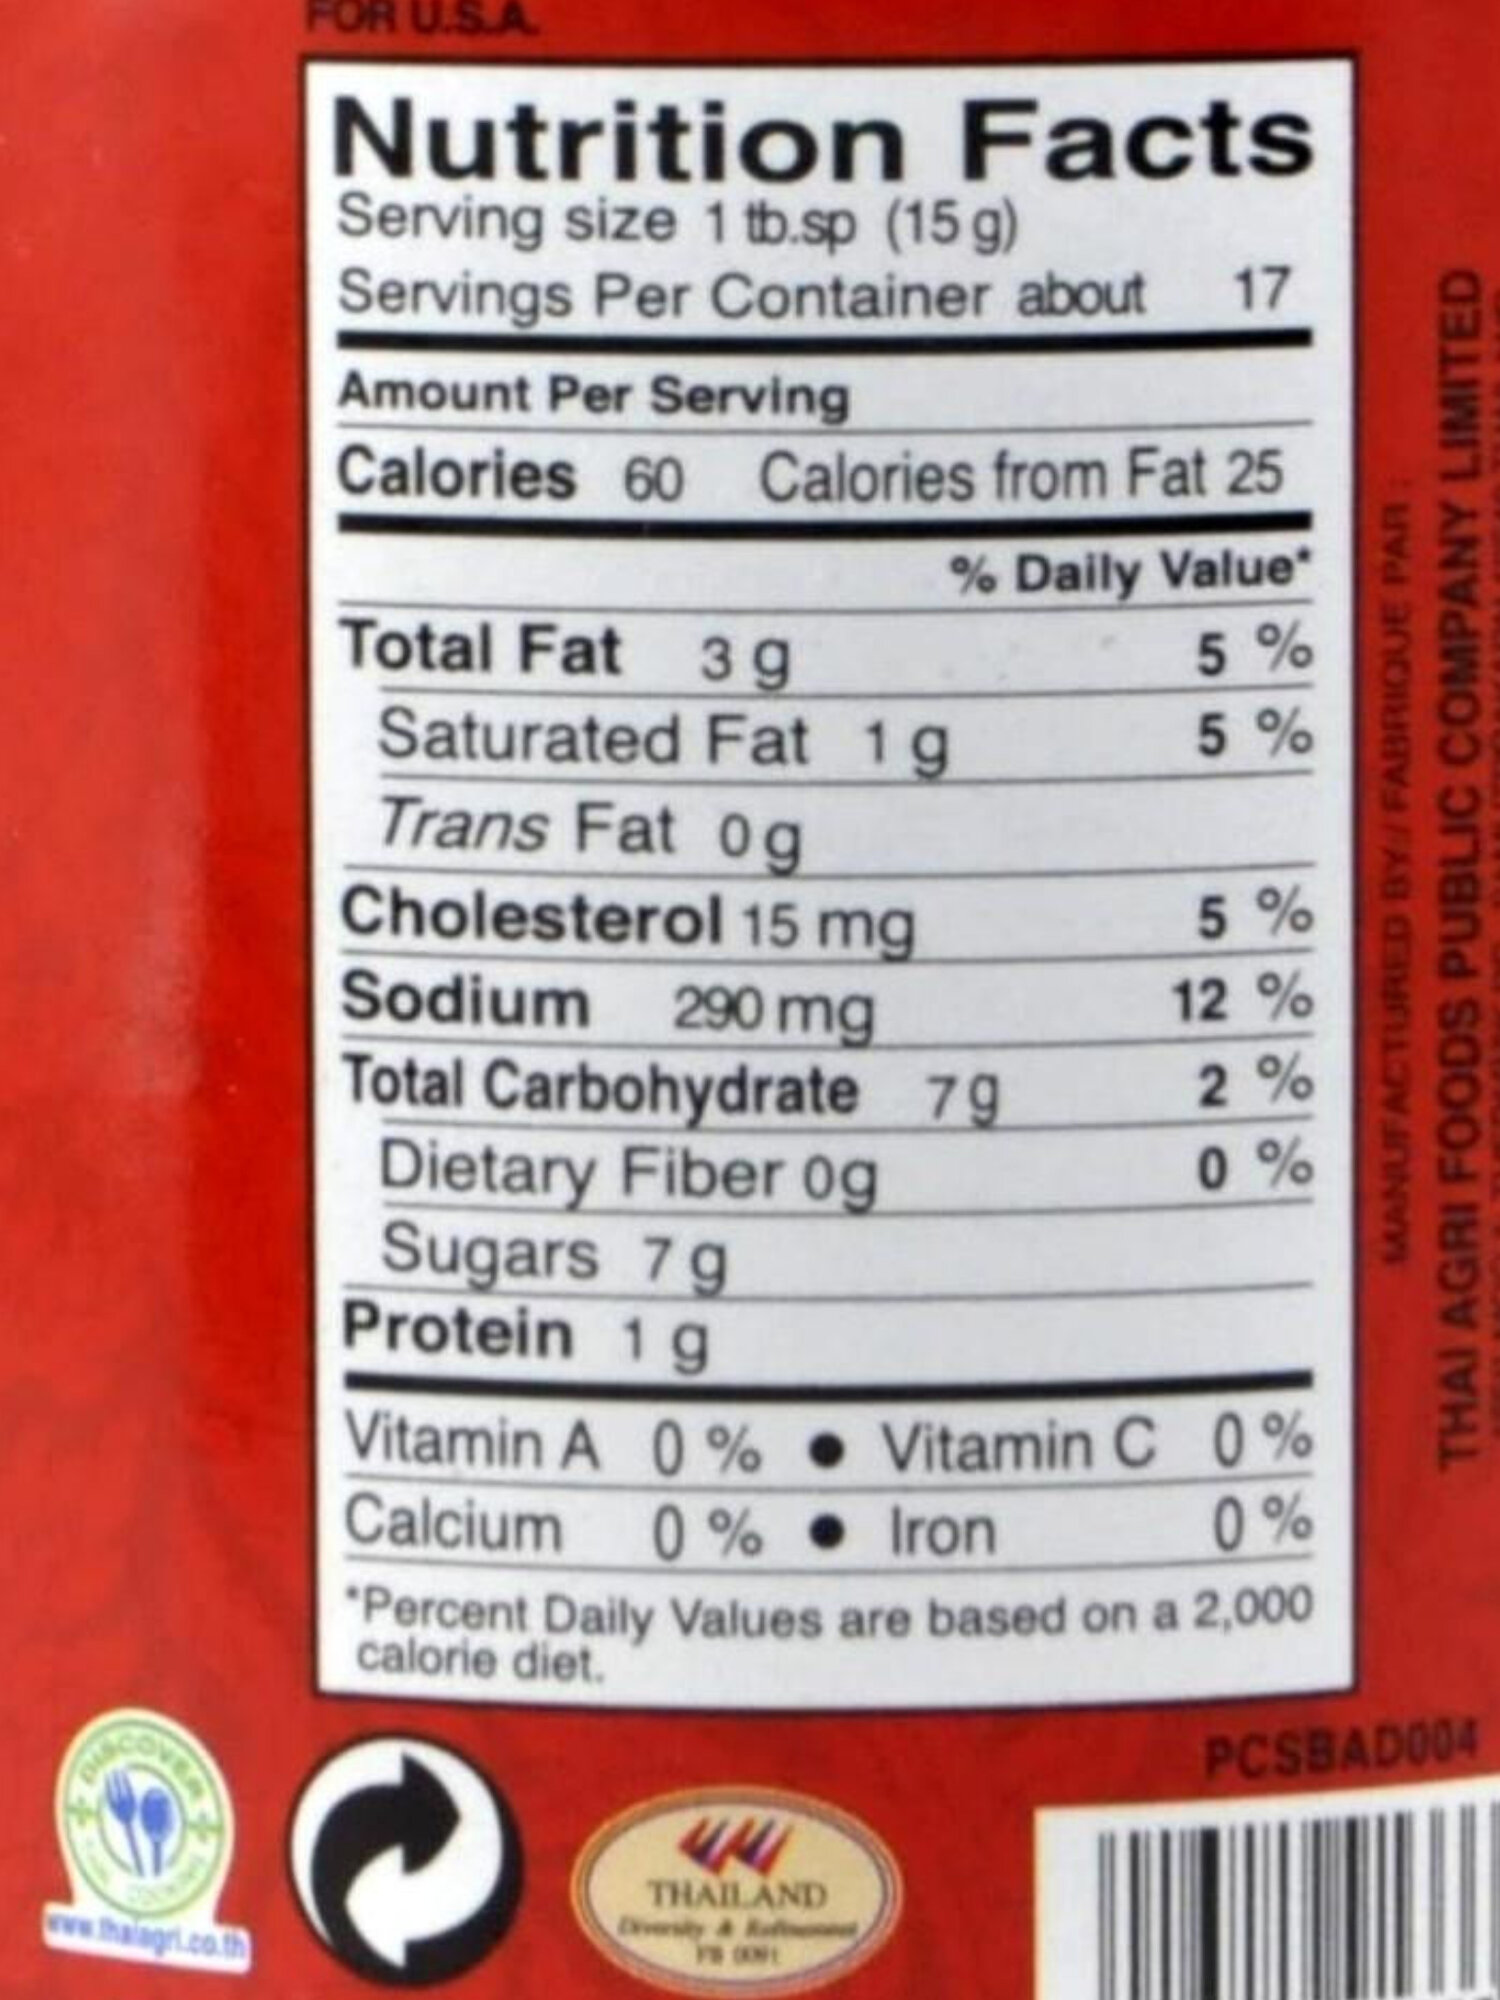 FOR U.S.A.
Nutrition Facts
Serving size 1 tb.sp (15 g)
Servings Per Container about 17
Amount Per Serving
Calories 60 Calories from Fat 25
% Daily Value*
Total Fat 3 g 5 %
Saturated Fat 1 g 5 %
Trans Fat 0 g
Cholesterol 15 mg 5 %
Sodium 290 mg 12 %
Total Carbohydrate 7 g 2 %
Dietary Fiber 0g 0 %
Sugars 7 g
Protein 1 g
Vitamin A 0 % ● Vitamin C 0 %
Calcium 0 % ● Iron 0 %
*Percent Daily Values are based on a 2,000
calorie diet.
MANUFACTURED BY:/ FABRIQUE PAR :
THAI AGRI FOODS PUBLIC COMPANY LIMITED
PCSBAD004
DISCOVER
COOKING
www.thaiagri.co.th
THAILAND
Diversity & Refinement